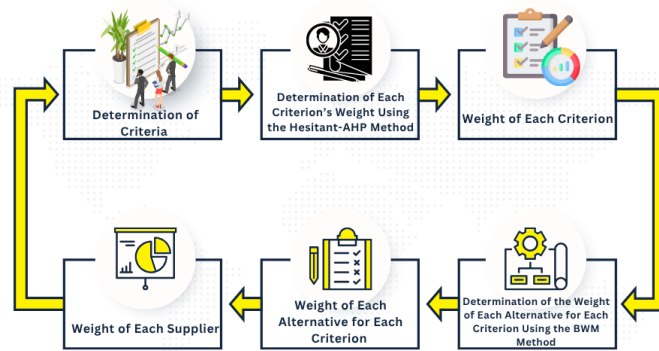 Determination of
Criteria
Determination of Each
Criterion's Weight Using
the Hesitant-AHP Method
Weight of Each Criterion
Weight of Each Supplier
Weight of Each
Alternative for Each
Criterion
Determination of the Weight
of Each Alternative for Each
Criterion Using the BWM
Method